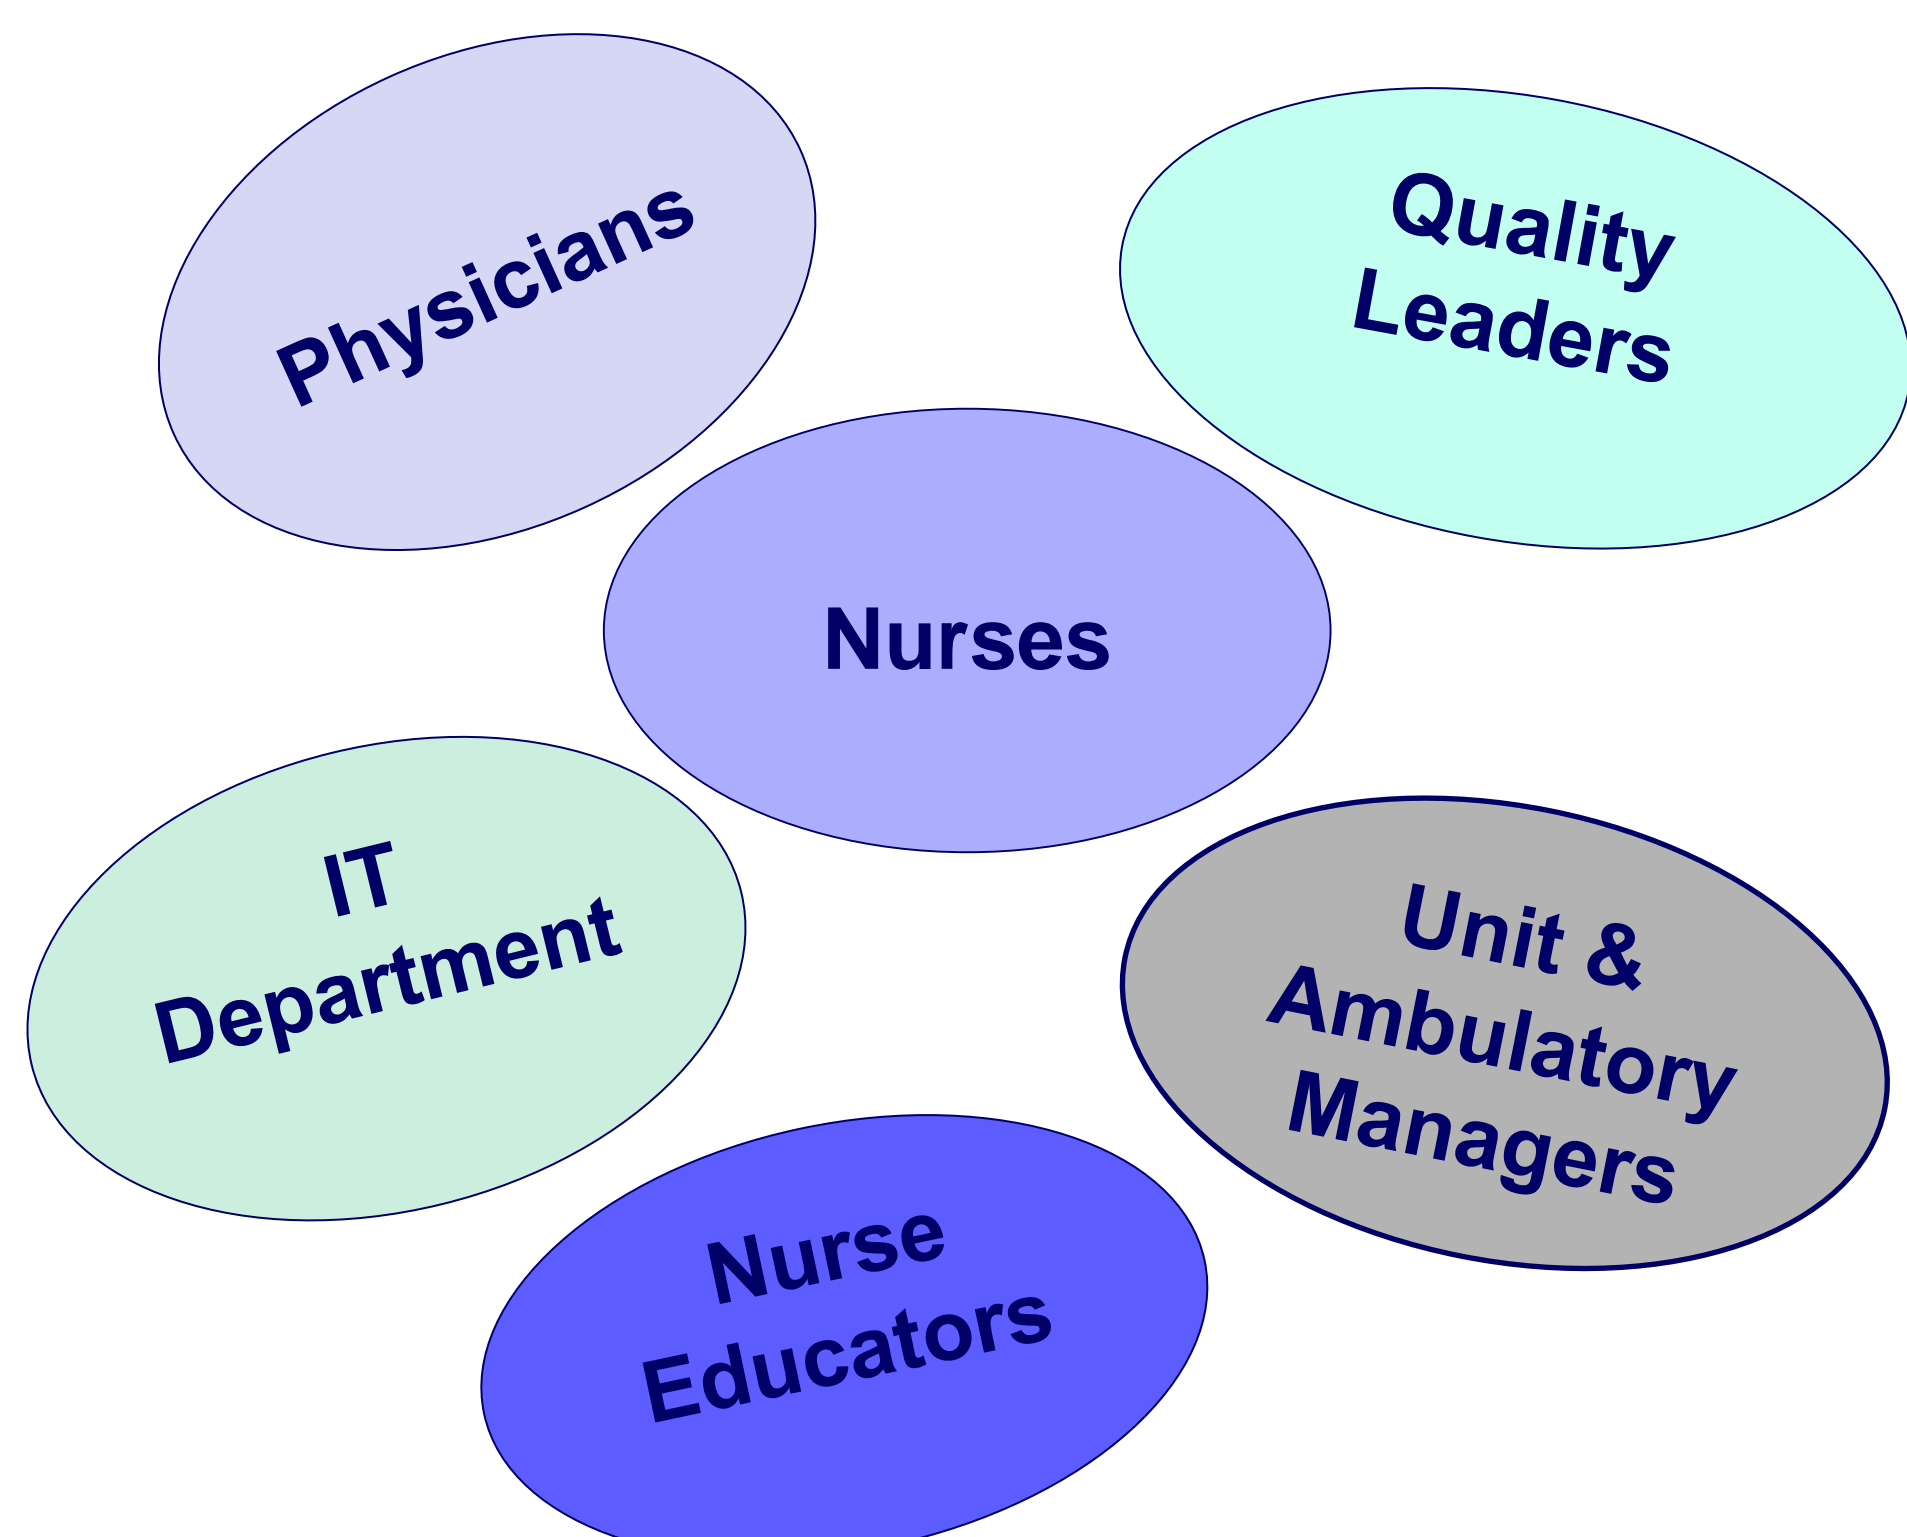 Physicians
Quality
Leaders
Nurses
IT
Department
Unit &
Ambulatory
Managers
Nurse
Educators